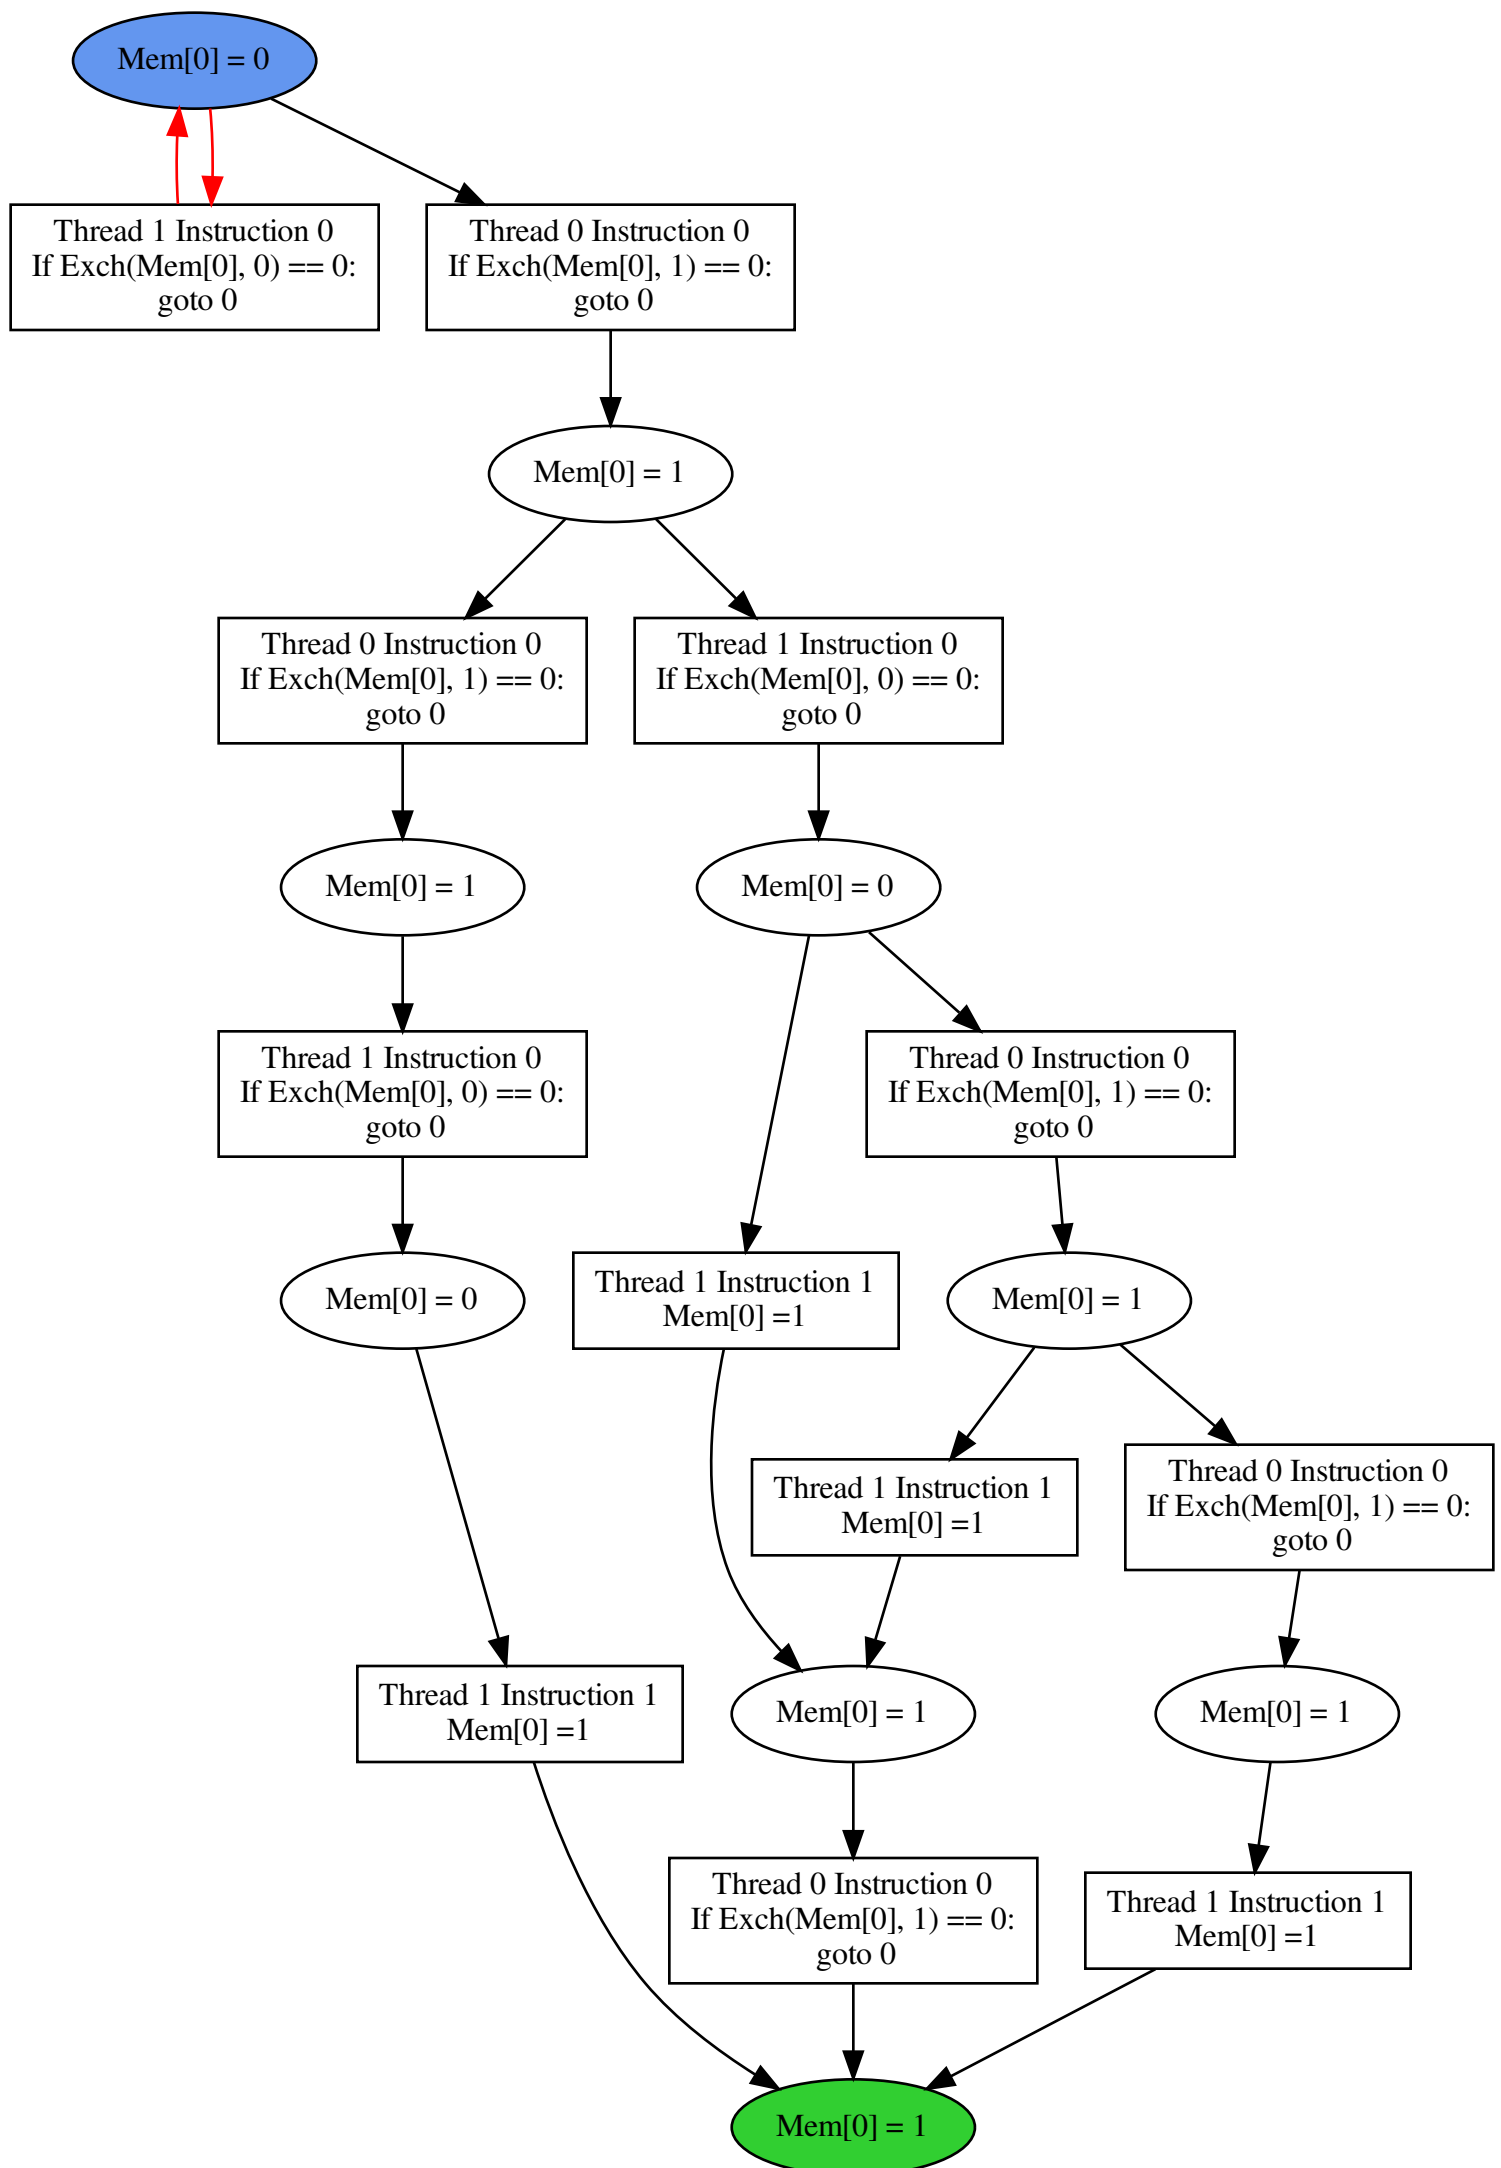 Mem[0] = 0
Thread 1 Instruction 0
If Exch(Mem[0], 0) == 0:
goto 0
Thread 0 Instruction 0
If Exch(Mem[0], 1) == 0:
goto 0
Mem[0] = 1
Thread 0 Instruction 0
If Exch(Mem[0], 1) == 0:
goto 0
Thread 1 Instruction 0
If Exch(Mem[0], 0) == 0:
goto 0
Mem[0] = 1
Mem[0] = 0
Thread 1 Instruction 0
If Exch(Mem[0], 0) == 0:
goto 0
Thread 0 Instruction 0
If Exch(Mem[0], 1) == 0:
goto 0
Mem[0] = 0
Thread 1 Instruction 1
Mem[0] =1
Mem[0] = 1
Thread 1 Instruction 1
Mem[0] =1
Thread 0 Instruction 0
If Exch(Mem[0], 1) == 0:
goto 0
Thread 1 Instruction 1
Mem[0] =1
Mem[0] = 1
Mem[0] = 1
Thread 0 Instruction 0
If Exch(Mem[0], 1) == 0:
goto 0
Thread 1 Instruction 1
Mem[0] =1
Mem[0] = 1